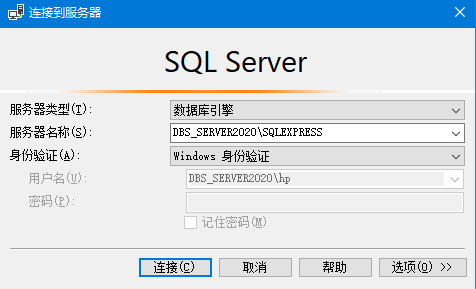 连接到服务器
SQL Server
服务器类型(T): 数据库引擎
服务器名称(S): DBS_SERVER2020\SQLEXPRESS
身份验证(A): Windows 身份验证
用户名(U): DBS_SERVER2020\hp
密码(P):
记住密码(M)
连接(C) 取消 帮助 选项(O) >>